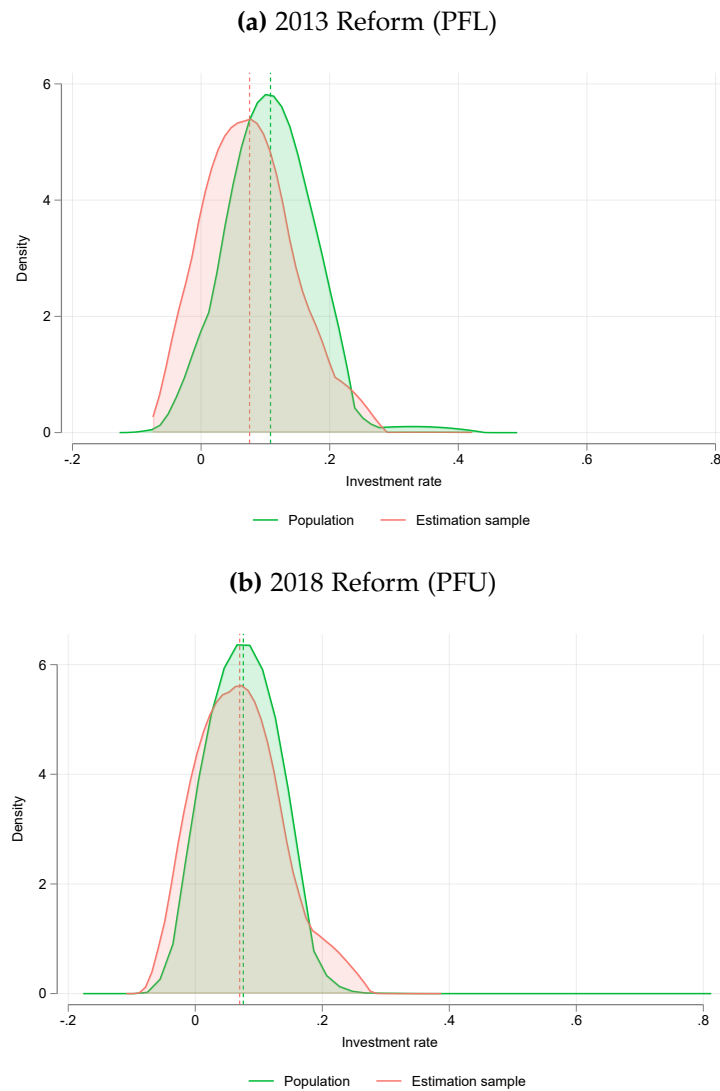 (a) 2013 Reform (PFL)
6
4
2
0
Density
-.2 0 .2 .4 .6 .8
Investment rate
Population Estimation sample
(b) 2018 Reform (PFU)
6
4
2
0
Density
-.2 0 .2 .4 .6 .8
Investment rate
Population Estimation sample